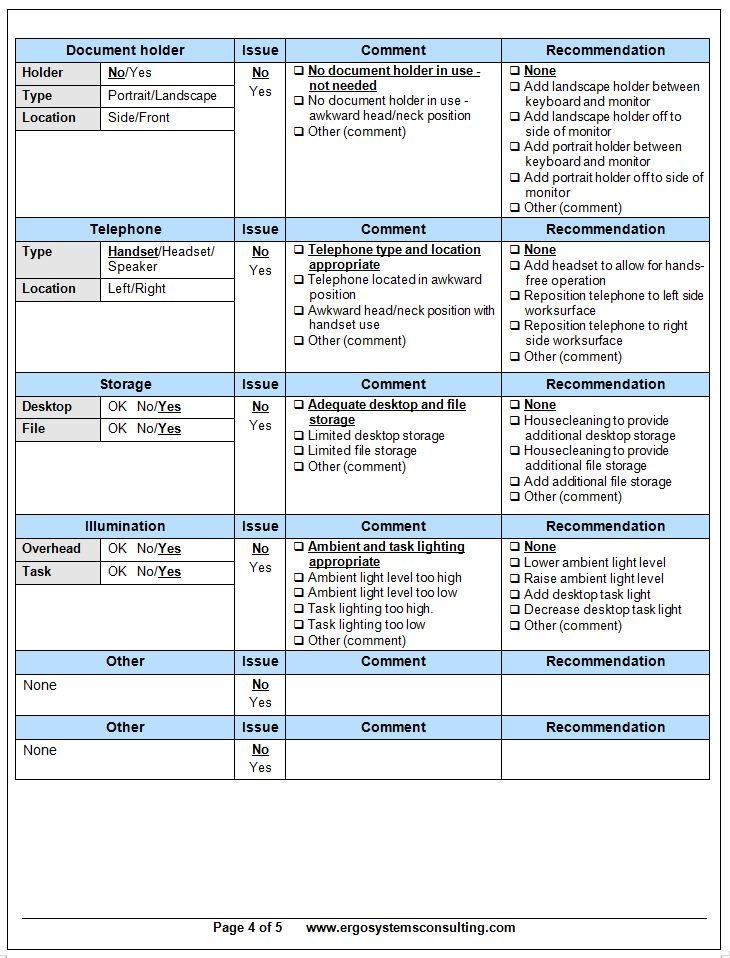 Document holder Issue Comment Recommendation
Holder No/Yes
Type Portrait/Landscape
Location Side/Front
No
Yes
❑ No document holder in use -
not needed
❑ No document holder in use -
awkward head/neck position
❑ Other (comment)
❑ None
❑ Add landscape holder between
keyboard and monitor
❑ Add landscape holder off to
side of monitor
❑ Add portrait holder between
keyboard and monitor
❑ Add portrait holder off to side of
monitor
❑ Other (comment)
Telephone Issue Comment Recommendation
Type Handset/Headset/
Speaker
Location Left/Right
No
Yes
❑ Telephone type and location
appropriate
❑ Telephone located in awkward
position
❑ Awkward head/neck position with
handset use
❑ Other (comment)
❑ None
❑ Add headset to allow for hands-
free operation
❑ Reposition telephone to left side
worksurface
❑ Reposition telephone to right
side worksurface
❑ Other (comment)
Storage Issue Comment Recommendation
Desktop OK No/Yes
File OK No/Yes
No
Yes
❑ Adequate desktop and file
storage
❑ Limited desktop storage
❑ Limited file storage
❑ Other (comment)
❑ None
❑ Housecleaning to provide
additional desktop storage
❑ Housecleaning to provide
additional file storage
❑ Add additional file storage
❑ Other (comment)
Illumination Issue Comment Recommendation
Overhead OK No/Yes
Task OK No/Yes
No
Yes
❑ Ambient and task lighting
appropriate
❑ Ambient light level too high
❑ Ambient light level too low
❑ Task lighting too high.
❑ Task lighting too low
❑ Other (comment)
❑ None
❑ Lower ambient light level
❑ Raise ambient light level
❑ Add desktop task light
❑ Decrease desktop task light
❑ Other (comment)
Other Issue Comment Recommendation
None
No
Yes
Other Issue Comment Recommendation
None
No
Yes
Page 4 of 5 www.ergosystemsconsulting.com